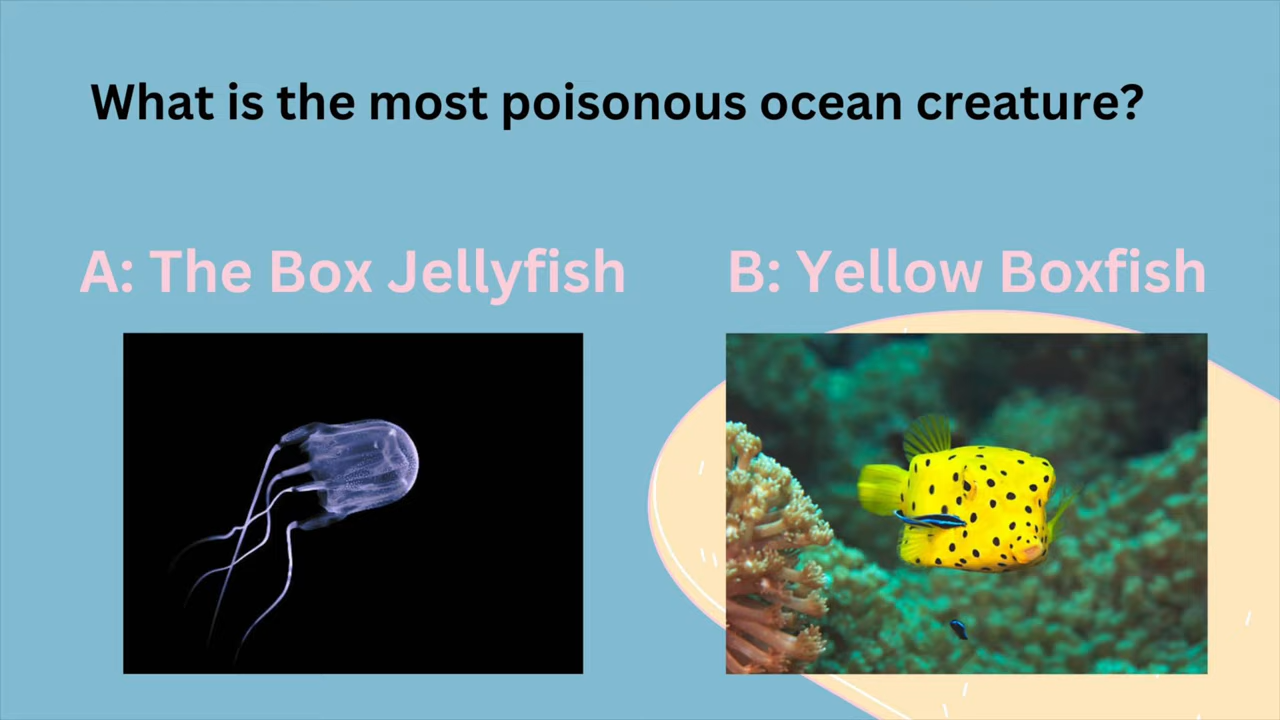 What is the most poisonous ocean creature?
A: The Box Jellyfish
B: Yellow Boxfish